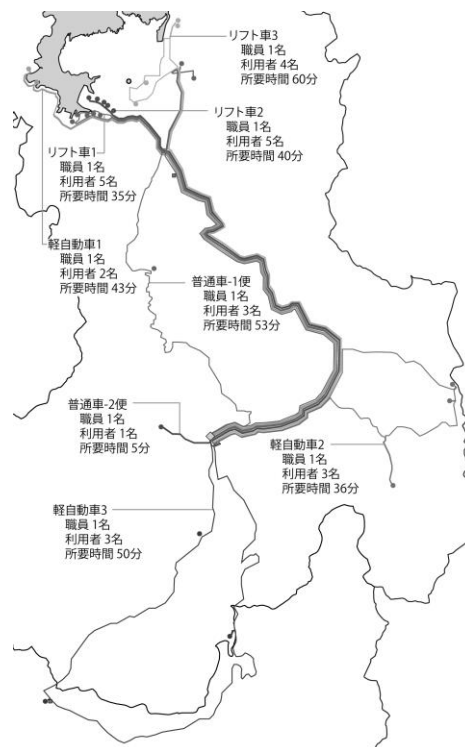 リフト車3
職員 1名
利用者 4名
所要時間 60分
リフト車2
職員 1名
利用者 5名
所要時間 40分
リフト車1
職員 1名
利用者 5名
所要時間 35分
軽自動車1
職員 1名
利用者 2名
所要時間 43分
普通車-1便
職員 1名
利用者 3名
所要時間 53分
普通車-2便
職員 1名
利用者 1名
所要時間 5分
軽自動車2
職員 1名
利用者 3名
所要時間 36分
軽自動車3
職員 1名
利用者 3名
所要時間 50分